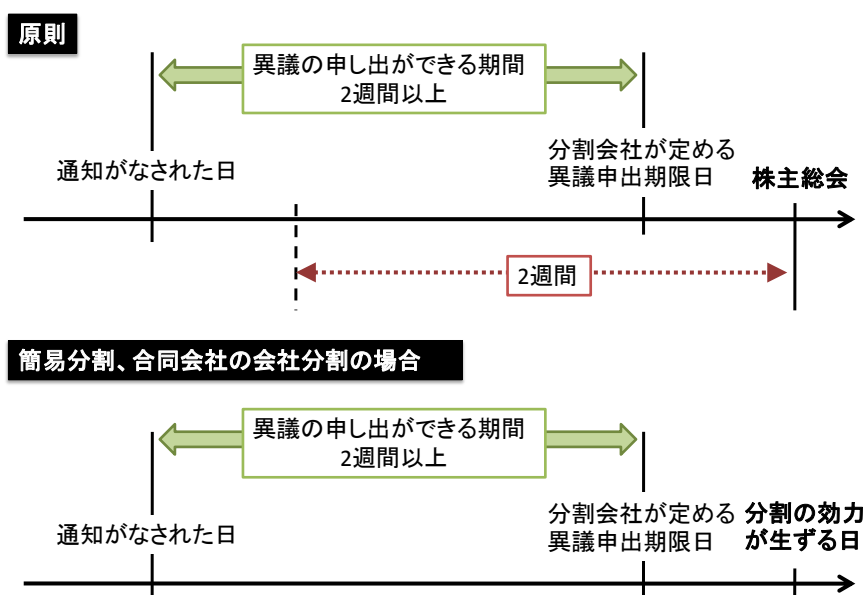 原則
異議の申し出ができる期間
2週間以上
通知がなされた日
分割会社が定める
異議申出期限日
株主総会
2週間
簡易分割、合同会社の会社分割の場合
異議の申し出ができる期間
2週間以上
通知がなされた日
分割会社が定める
異議申出期限日
分割の効力
が生ずる日